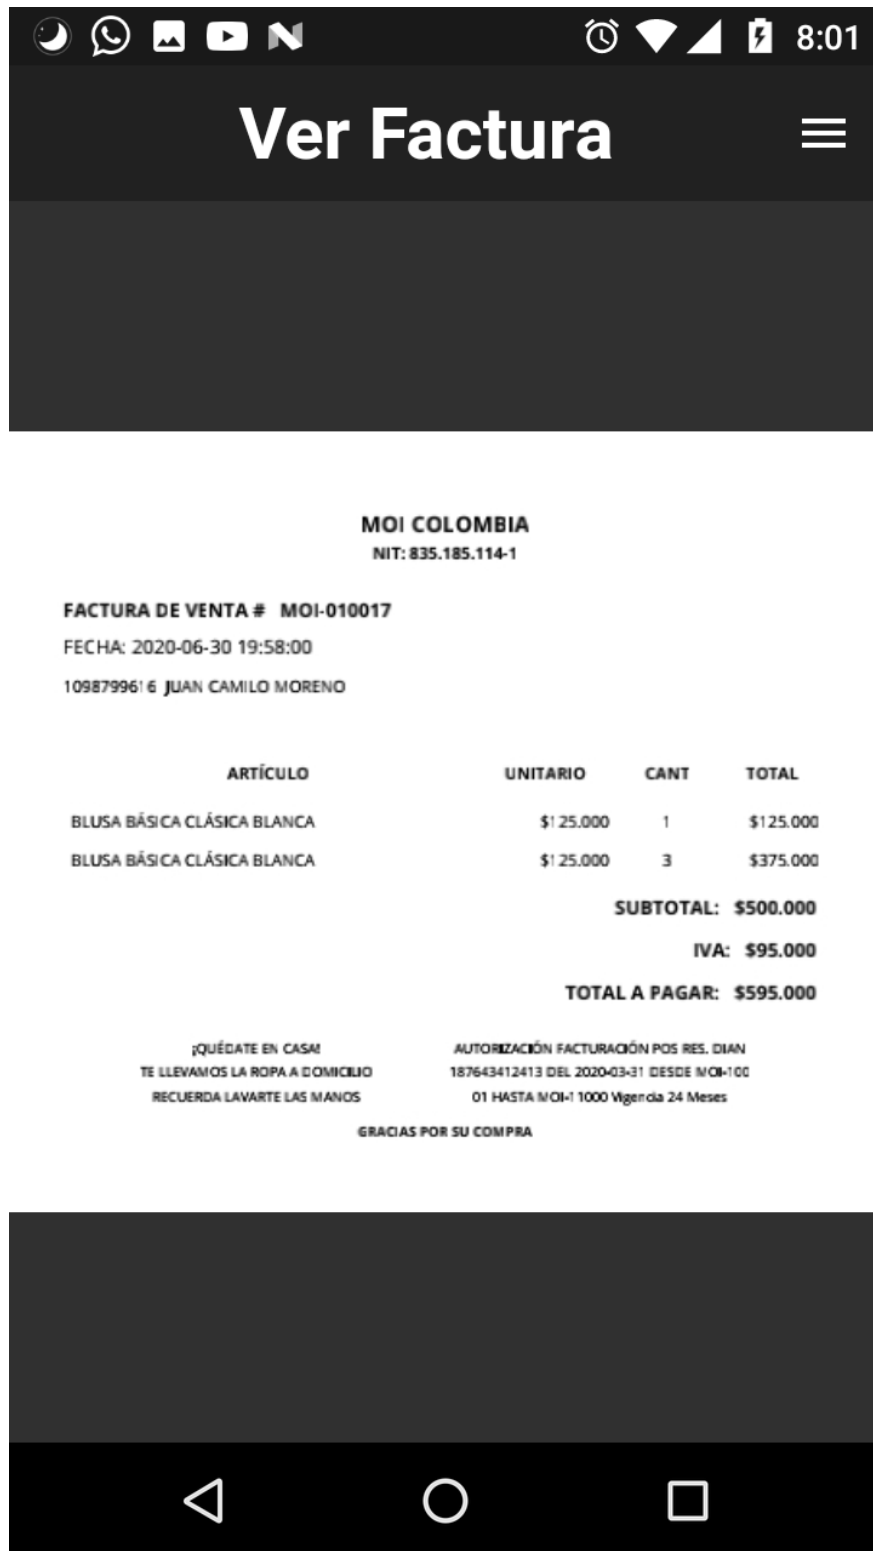 8:01
Ver Factura
MOI COLOMBIA
NIT: 835.185.114-1
FACTURA DE VENTA # MOI-010017
FECHA: 2020-06-30 19:58:00
1098799616 JUAN CAMILO MORENO
ARTÍCULO UNITARIO CANT TOTAL
BLUSA BÁSICA CLÁSICA BLANCA $125.000 1 $125.000
BLUSA BÁSICA CLÁSICA BLANCA $125.000 3 $375.000
SUBTOTAL: $500.000
IVA: $95.000
TOTAL A PAGAR: $595.000
¡QUÉDATE EN CASA!
TE LLEVAMOS LA ROPA A DOMICILIO
RECUERDA LAVARTE LAS MANOS
AUTORIZACIÓN FACTURACIÓN POS RES. DIAN
187643412413 DEL 2020-03-31 DESDE MOI-100
01 HASTA MOI-11000 Vigencia 24 Meses
GRACIAS POR SU COMPRA